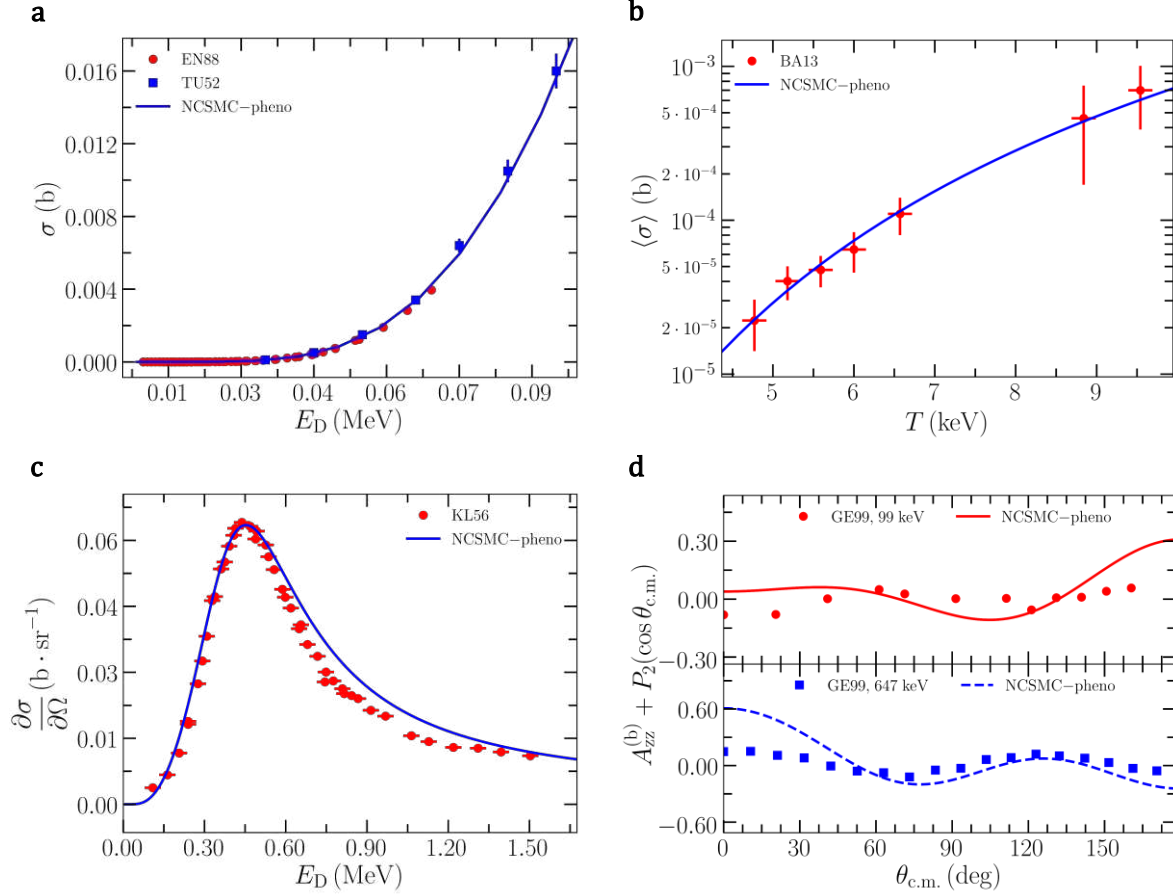 a
EN88
TU52
NCSMC−pheno
0.016
0.012
0.008
0.004
0.000
σ (b)
0.01 0.03 0.04 0.06 0.07 0.09
E_D (MeV)
b
BA13
NCSMC−pheno
10⁻³
5·10⁻⁴
2·10⁻⁴
10⁻⁴
5·10⁻⁵
2·10⁻⁵
10⁻⁵
⟨σ⟩ (b)
5 6 7 8 9
T (keV)
c
KL56
NCSMC−pheno
0.06
0.04
0.03
0.01
0.00
∂σ/∂Ω (b · sr⁻¹)
0.00 0.30 0.60 0.90 1.20 1.50
E_D (MeV)
d
GE99, 99 keV NCSMC−pheno
0.30
0.00
−0.30
GE99, 647 keV NCSMC−pheno
0.60
0.00
−0.60
A_zz^(b) + P₂(cos θ_c.m.)
0 30 60 90 120 150
θ_c.m. (deg)